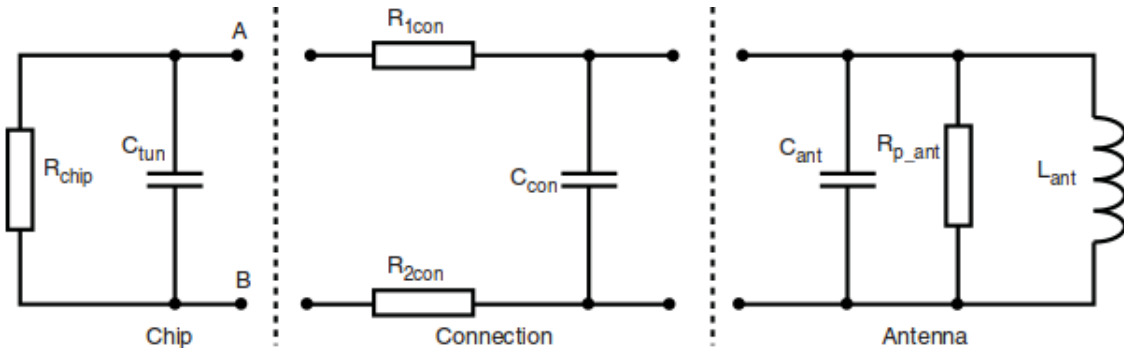 A
R1con
Rchip
Ctun
Ccon
Cant
Rp_ant
Lant
B
R2con
Chip
Connection
Antenna